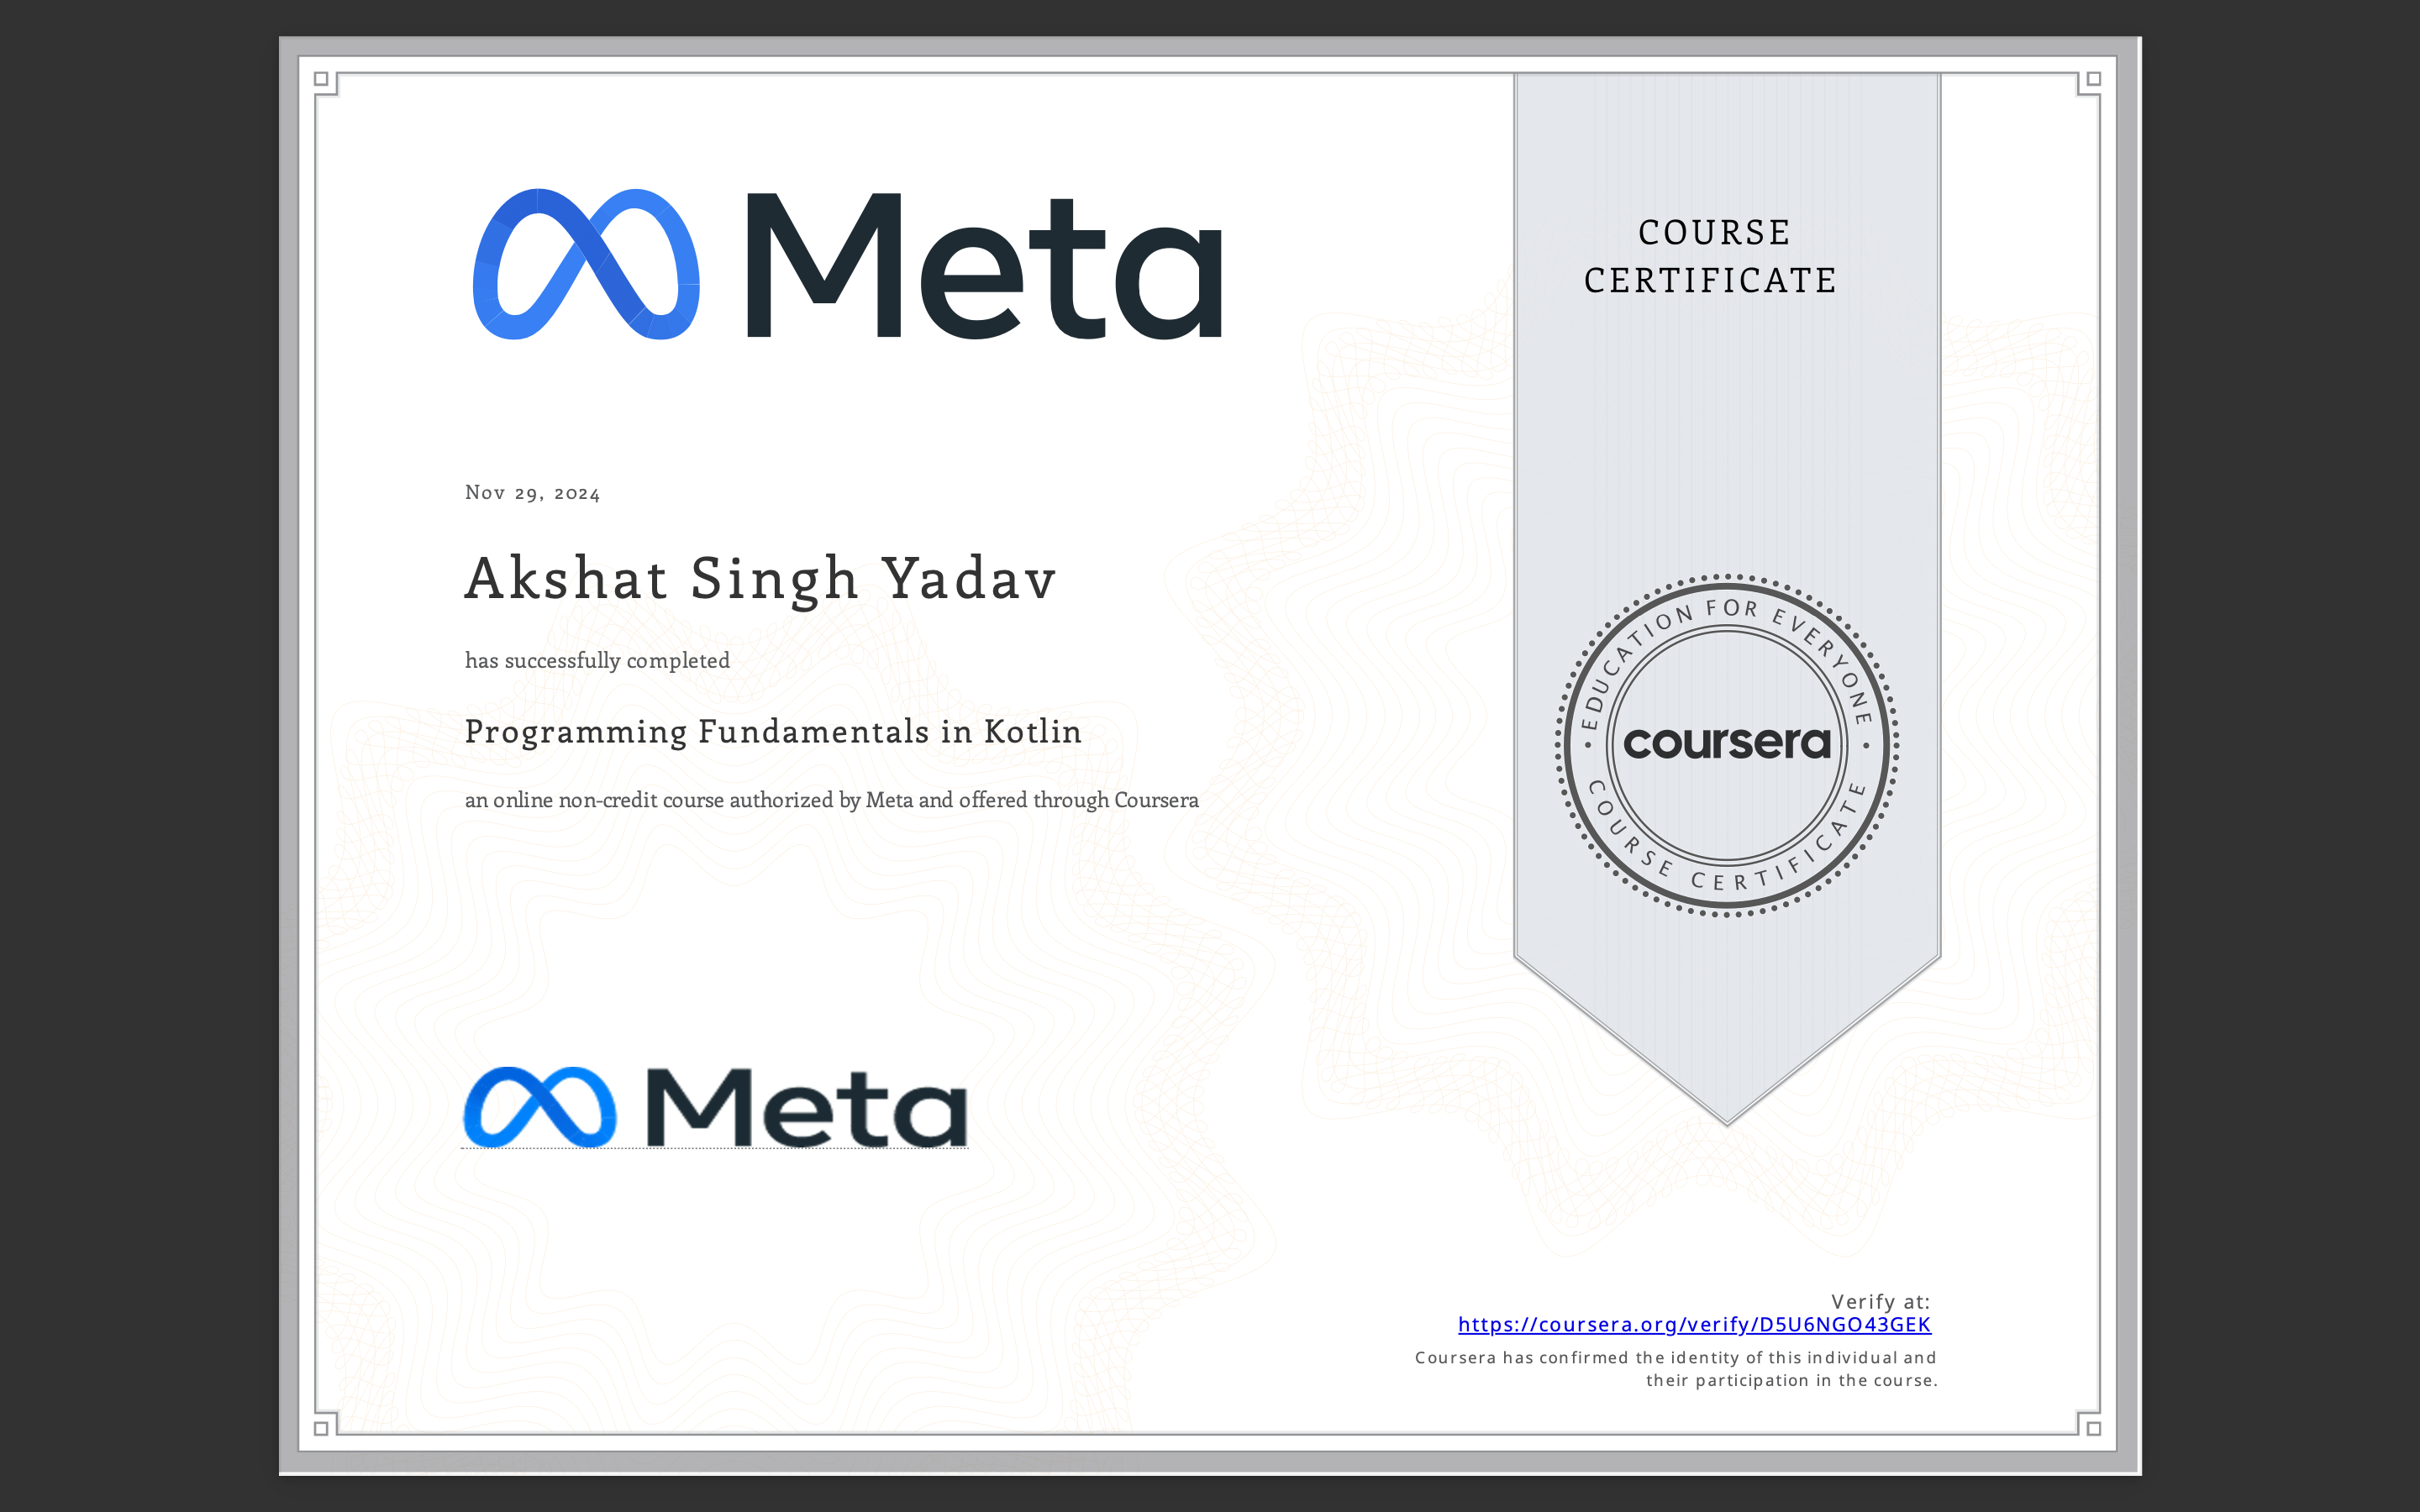 Meta
COURSE
CERTIFICATE
Nov 29, 2024
Akshat Singh Yadav
has successfully completed
Programming Fundamentals in Kotlin
an online non-credit course authorized by Meta and offered through Coursera
EDUCATION FOR EVERYONE
coursera
COURSE CERTIFICATE
Meta
Verify at:
https://coursera.org/verify/D5U6NGO43GEK
Coursera has confirmed the identity of this individual and
their participation in the course.